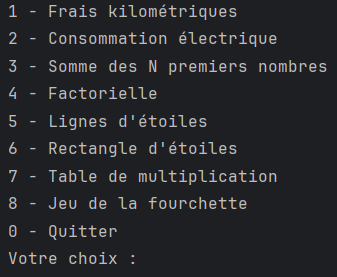 1 - Frais kilométriques
2 - Consommation électrique
3 - Somme des N premiers nombres
4 - Factorielle
5 - Lignes d'étoiles
6 - Rectangle d'étoiles
7 - Table de multiplication
8 - Jeu de la fourchette
0 - Quitter
Votre choix :